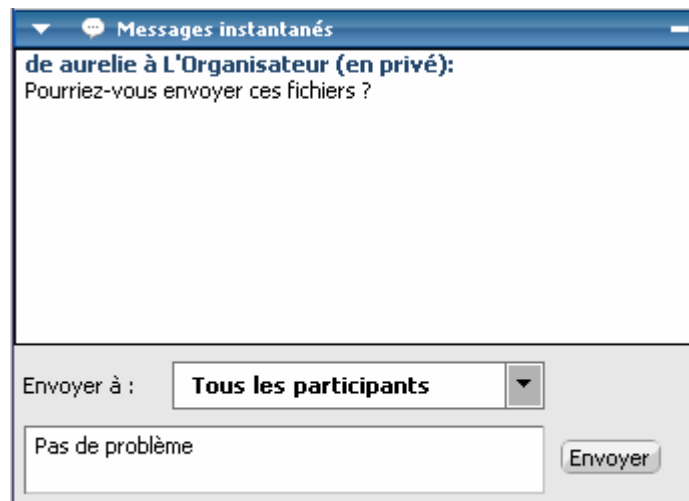 Messages instantanés
de aurelie à L'Organisateur (en privé):
Pourriez-vous envoyer ces fichiers ?
Envoyer à : Tous les participants
Pas de problème
Envoyer